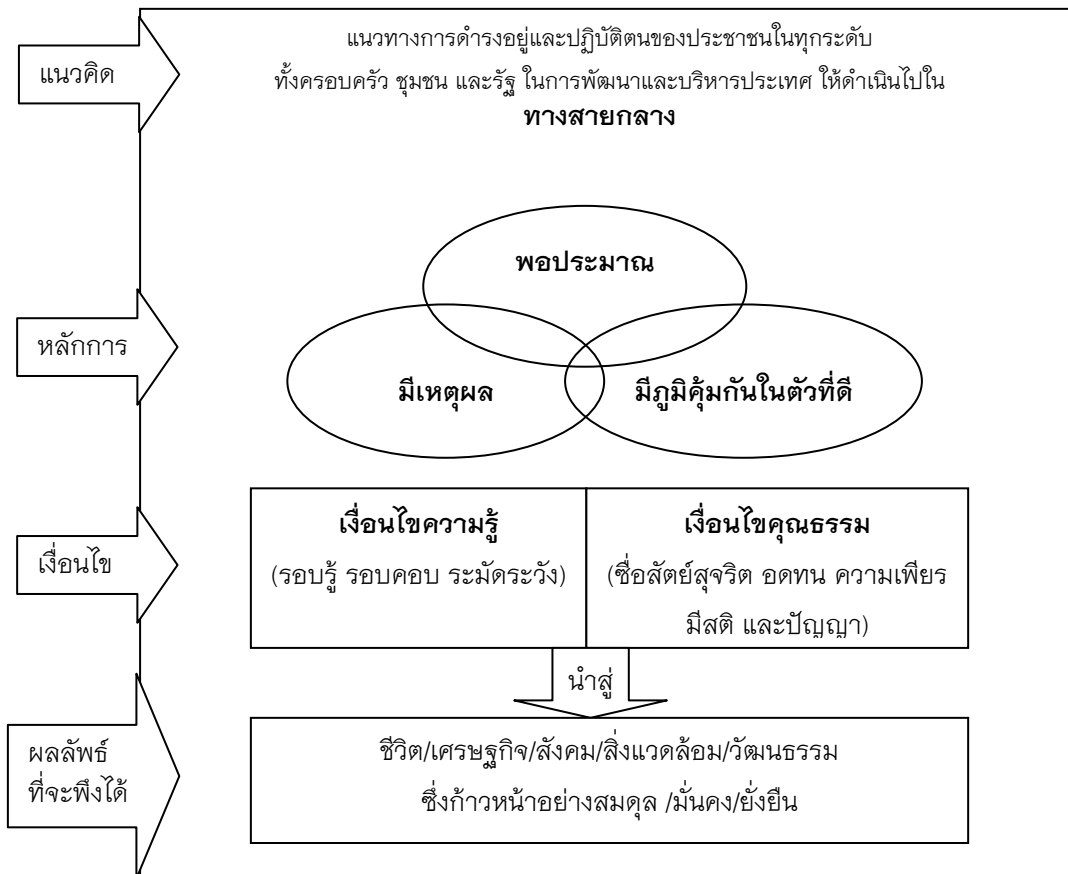 แนวคิด
แนวทางการดำรงอยู่และปฏิบัติตนของประชาชนในทุกระดับ
ทั้งครอบครัว ชุมชน และรัฐ ในการพัฒนาและบริหารประเทศ ให้ดำเนินไปใน
ทางสายกลาง
หลักการ
พอประมาณ
มีเหตุผล
มีภูมิคุ้มกันในตัวที่ดี
เงื่อนไข
เงื่อนไขความรู้
(รอบรู้ รอบคอบ ระมัดระวัง)
เงื่อนไขคุณธรรม
(ซื่อสัตย์สุจริต อดทน ความเพียร
มีสติ และปัญญา)
นำสู่
ผลลัพธ์
ที่จะพึงได้
ชีวิต/เศรษฐกิจ/สังคม/สิ่งแวดล้อม/วัฒนธรรม
ซึ่งก้าวหน้าอย่างสมดุล /มั่นคง/ยั่งยืน